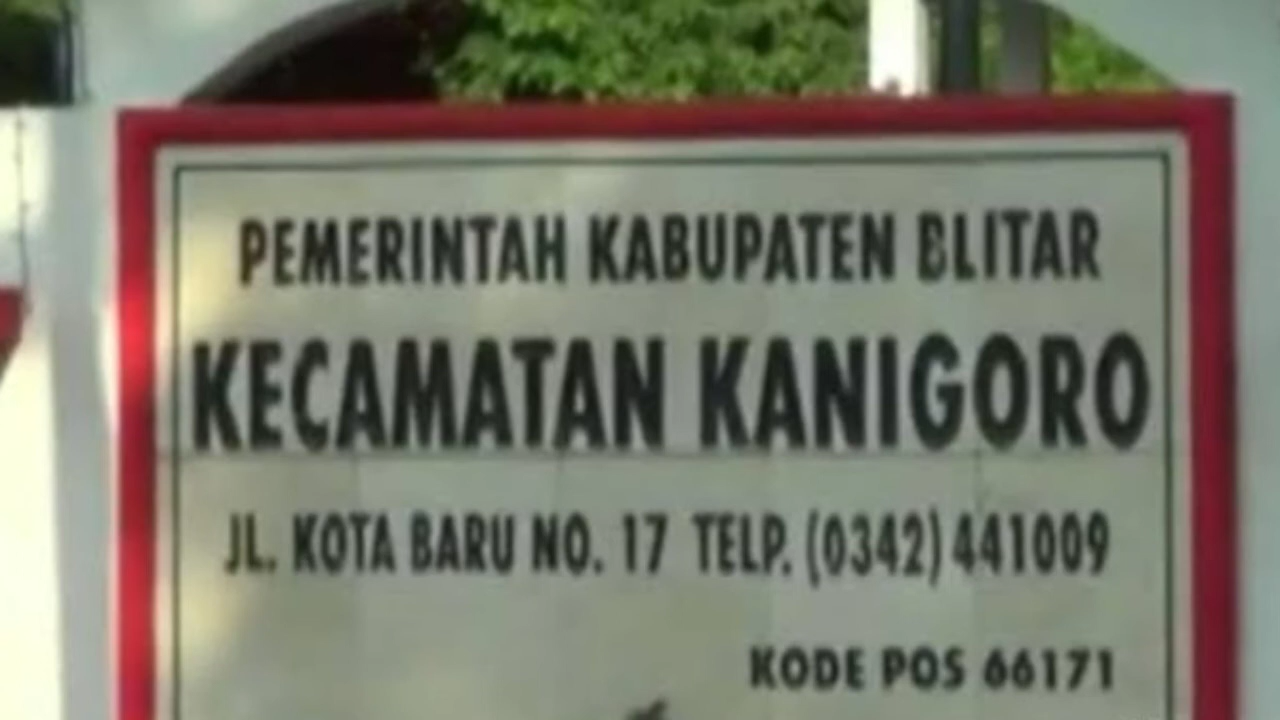 PEMERINTAH KABUPATEN BLITAR
KECAMATAN KANIGORO
JL. KOTA BARU NO. 17 TELP. (0342) 441009
KODE POS 66171